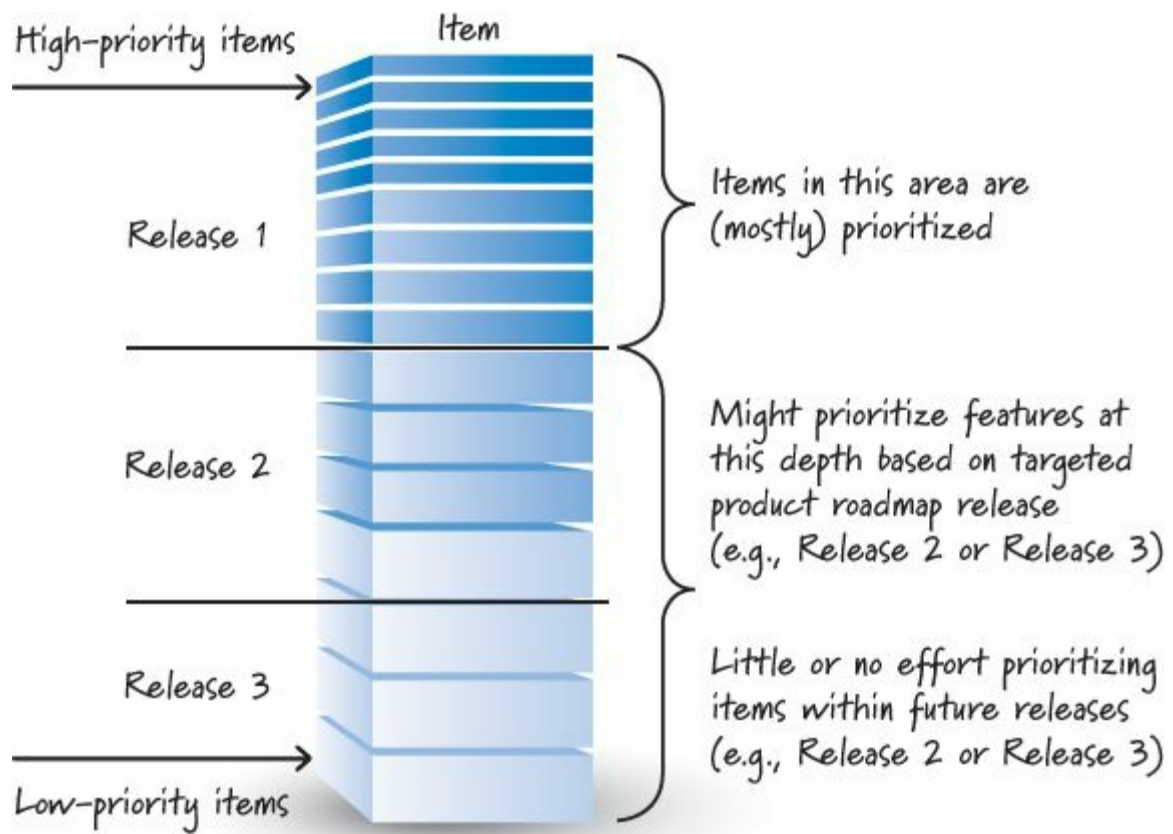 High-priority items
Item
Release 1
Items in this area are
(mostly) prioritized
Release 2
Might prioritize features at
this depth based on targeted
product roadmap release
(e.g., Release 2 or Release 3)
Release 3
Little or no effort prioritizing
items within future releases
(e.g., Release 2 or Release 3)
Low-priority items